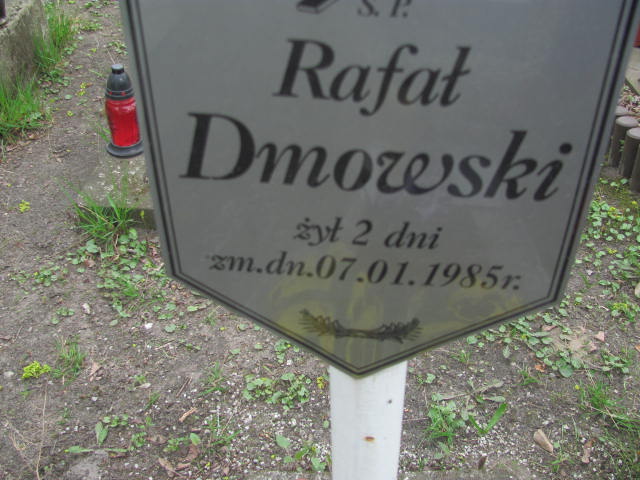 Ś. P.
Rafał
Dmowski
żył 2 dni
zm.dn.07.01.1985r.